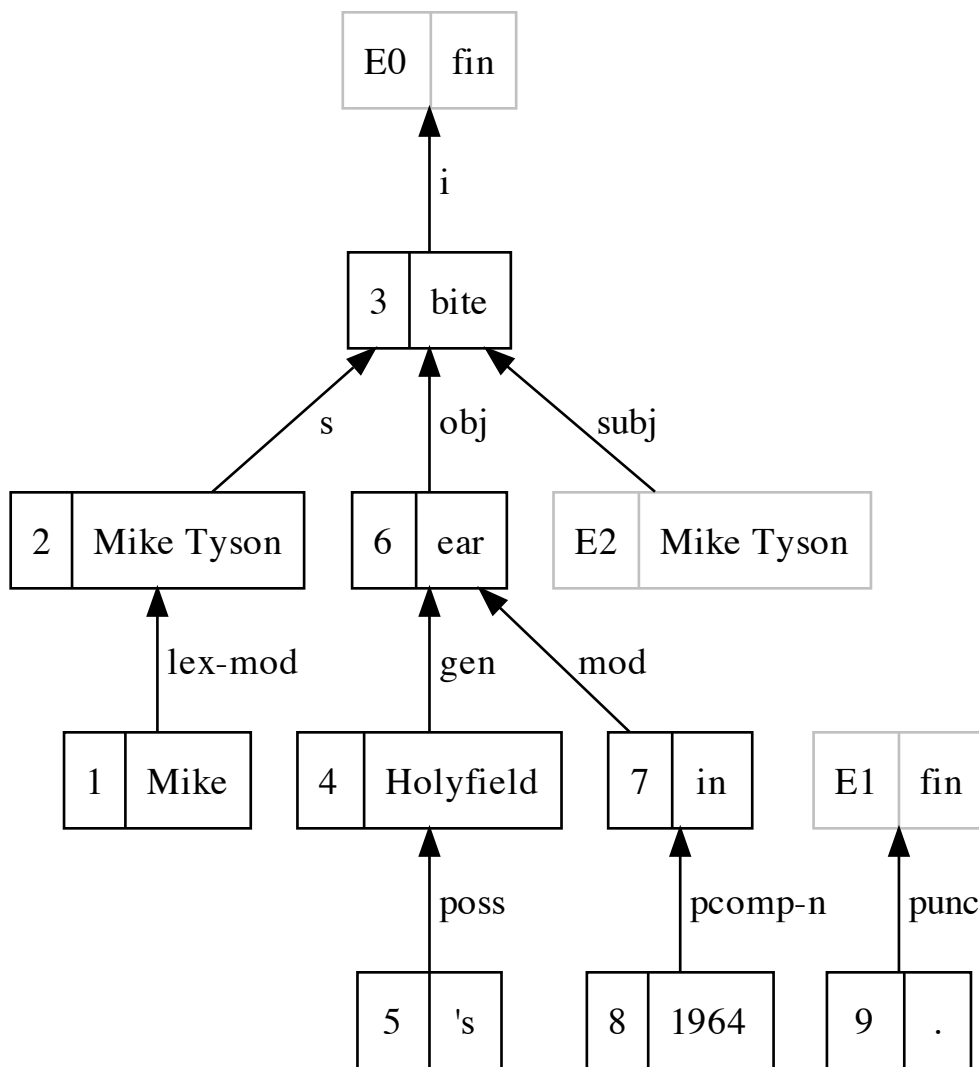 E0 fin
i
3 bite
s obj subj
2 Mike Tyson 6 ear E2 Mike Tyson
lex-mod gen mod
1 Mike 4 Holyfield 7 in E1 fin
poss pcomp-n punc
5 's 8 1964 9 .